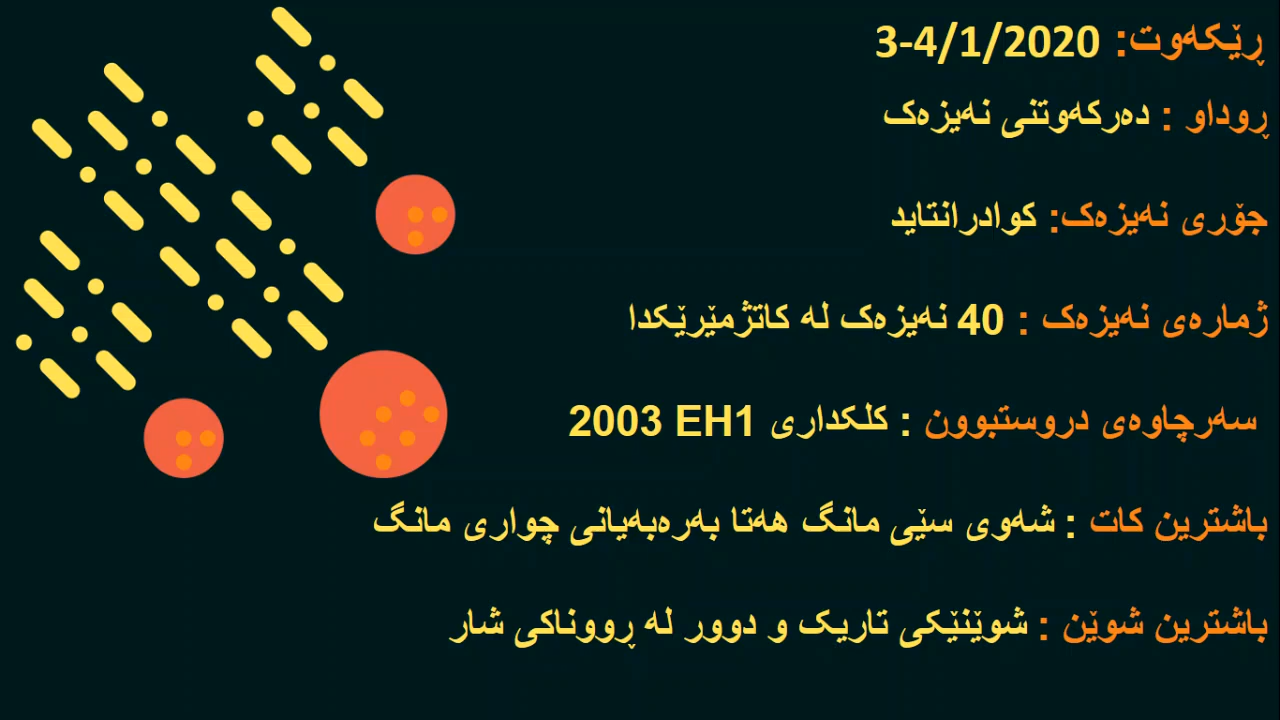 ڕێکەوت: 3-4/1/2020
ڕوداو : دەرکەوتنی نەیزەک
جۆری نەیزەک: کوادرانتاید
ژمارەی نەیزەک : 40 نەیزەک لە کاتژمێرێکدا
سەرچاوەی دروستبوون : کلکداری 2003 EH1
باشترین کات : شەوی سێی مانگ هەتا بەرەبەیانی چواری مانگ
باشترین شوێن : شوێنێکی تاریک و دوور لە ڕووناکی شار